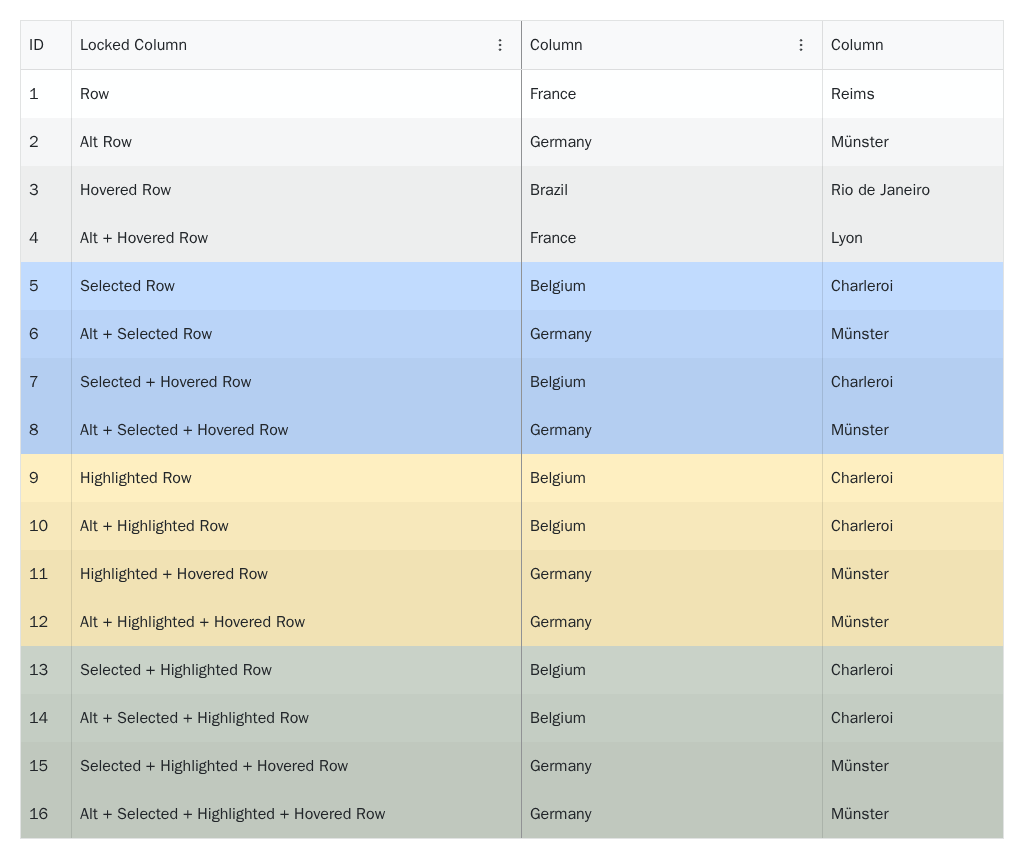 ID Locked Column Column Column
1 Row France Reims
2 Alt Row Germany Münster
3 Hovered Row Brazil Rio de Janeiro
4 Alt + Hovered Row France Lyon
5 Selected Row Belgium Charleroi
6 Alt + Selected Row Germany Münster
7 Selected + Hovered Row Belgium Charleroi
8 Alt + Selected + Hovered Row Germany Münster
9 Highlighted Row Belgium Charleroi
10 Alt + Highlighted Row Belgium Charleroi
11 Highlighted + Hovered Row Germany Münster
12 Alt + Highlighted + Hovered Row Germany Münster
13 Selected + Highlighted Row Belgium Charleroi
14 Alt + Selected + Highlighted Row Belgium Charleroi
15 Selected + Highlighted + Hovered Row Germany Münster
16 Alt + Selected + Highlighted + Hovered Row Germany Münster